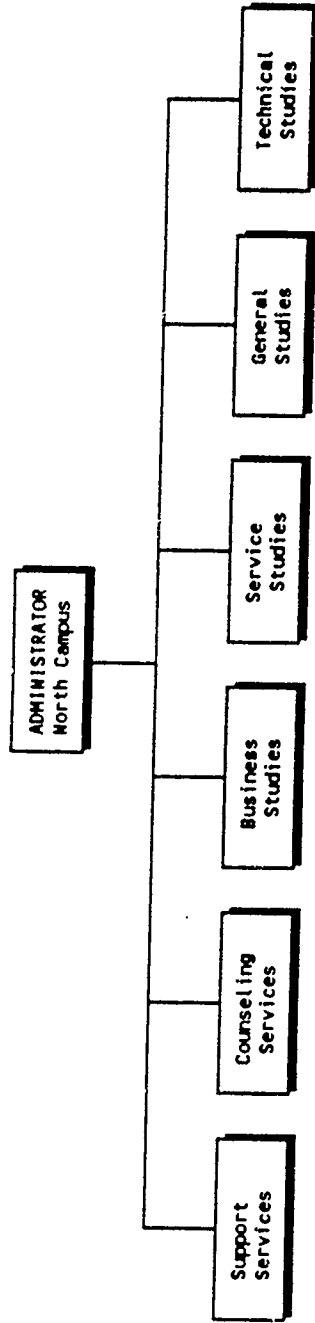 ADMINISTRATOR
North Campus
Support
Services
Counseling
Services
Business
Studies
Service
Studies
General
Studies
Technical
Studies